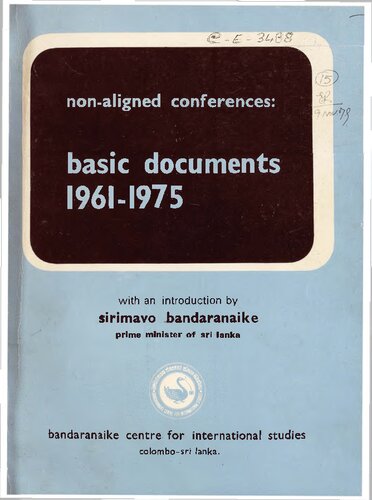 C-E-3488
15
non-aligned conferences:
basic documents
1961-1975
with an introduction by
sirimavo bandaranaike
prime minister of sri lanka
bandaranaike centre for international studies
colombo-sri lanka.